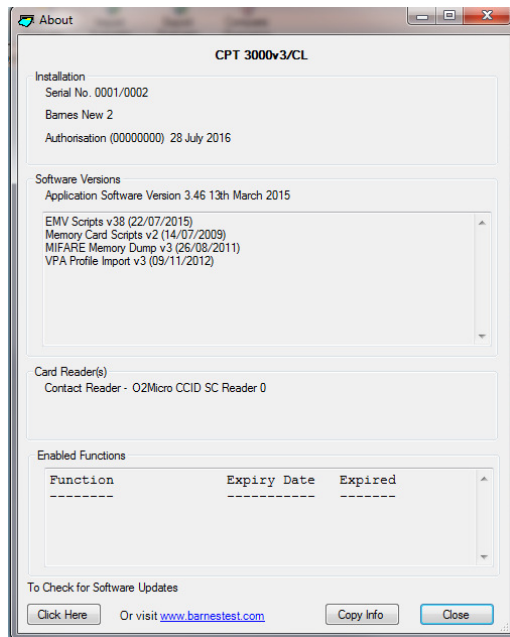 About
CPT 3000v3/CL
Installation
Serial No. 0001/0002
Barnes New 2
Authorisation (00000000) 28 July 2016
Software Versions
Application Software Version 3.46 13th March 2015
EMV Scripts v38 (22/07/2015)
Memory Card Scripts v2 (14/07/2009)
MIFARE Memory Dump v3 (26/08/2011)
VPA Profile Import v3 (09/11/2012)
Card Reader(s)
Contact Reader - O2Micro CCID SC Reader 0
Enabled Functions
Function Expiry Date Expired
-------- ----------- -------
To Check for Software Updates
Click Here Or visit www.barnestest.com Copy Info Close